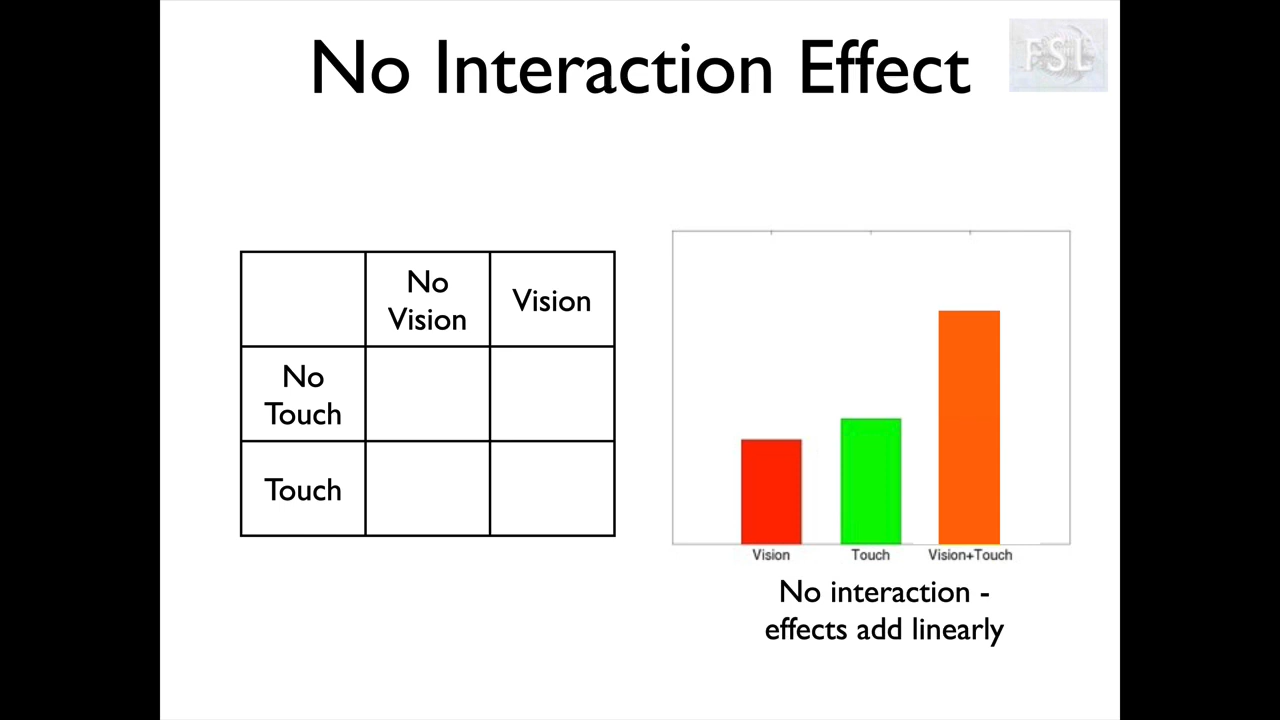 No Interaction Effect
FSL
No
Vision
Vision
No
Touch
Touch
Vision
Touch
Vision+Touch
No interaction -
effects add linearly